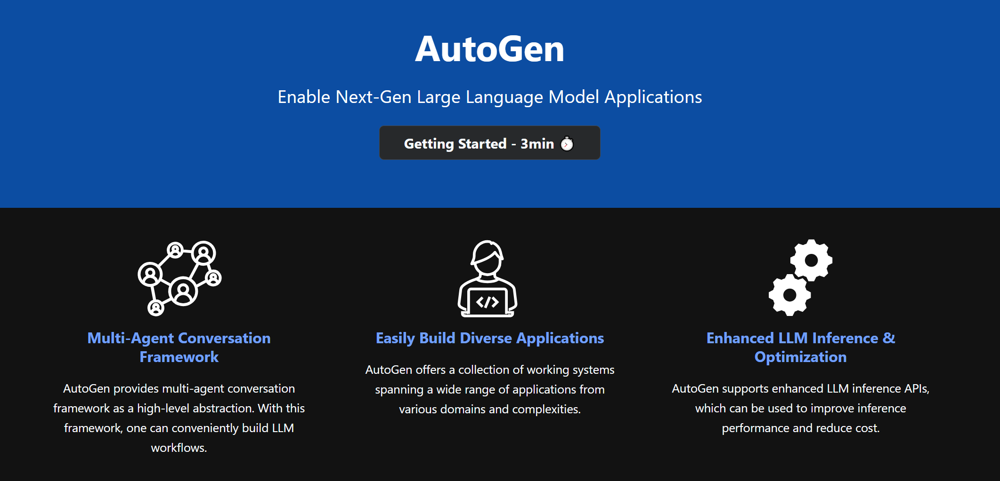 AutoGen
Enable Next-Gen Large Language Model Applications
Getting Started - 3min ⏱️
</>
Multi-Agent Conversation
Framework
AutoGen provides multi-agent conversation
framework as a high-level abstraction. With this
framework, one can conveniently build LLM
workflows.
Easily Build Diverse Applications
AutoGen offers a collection of working systems
spanning a wide range of applications from
various domains and complexities.
Enhanced LLM Inference &
Optimization
AutoGen supports enhanced LLM inference APIs,
which can be used to improve inference
performance and reduce cost.